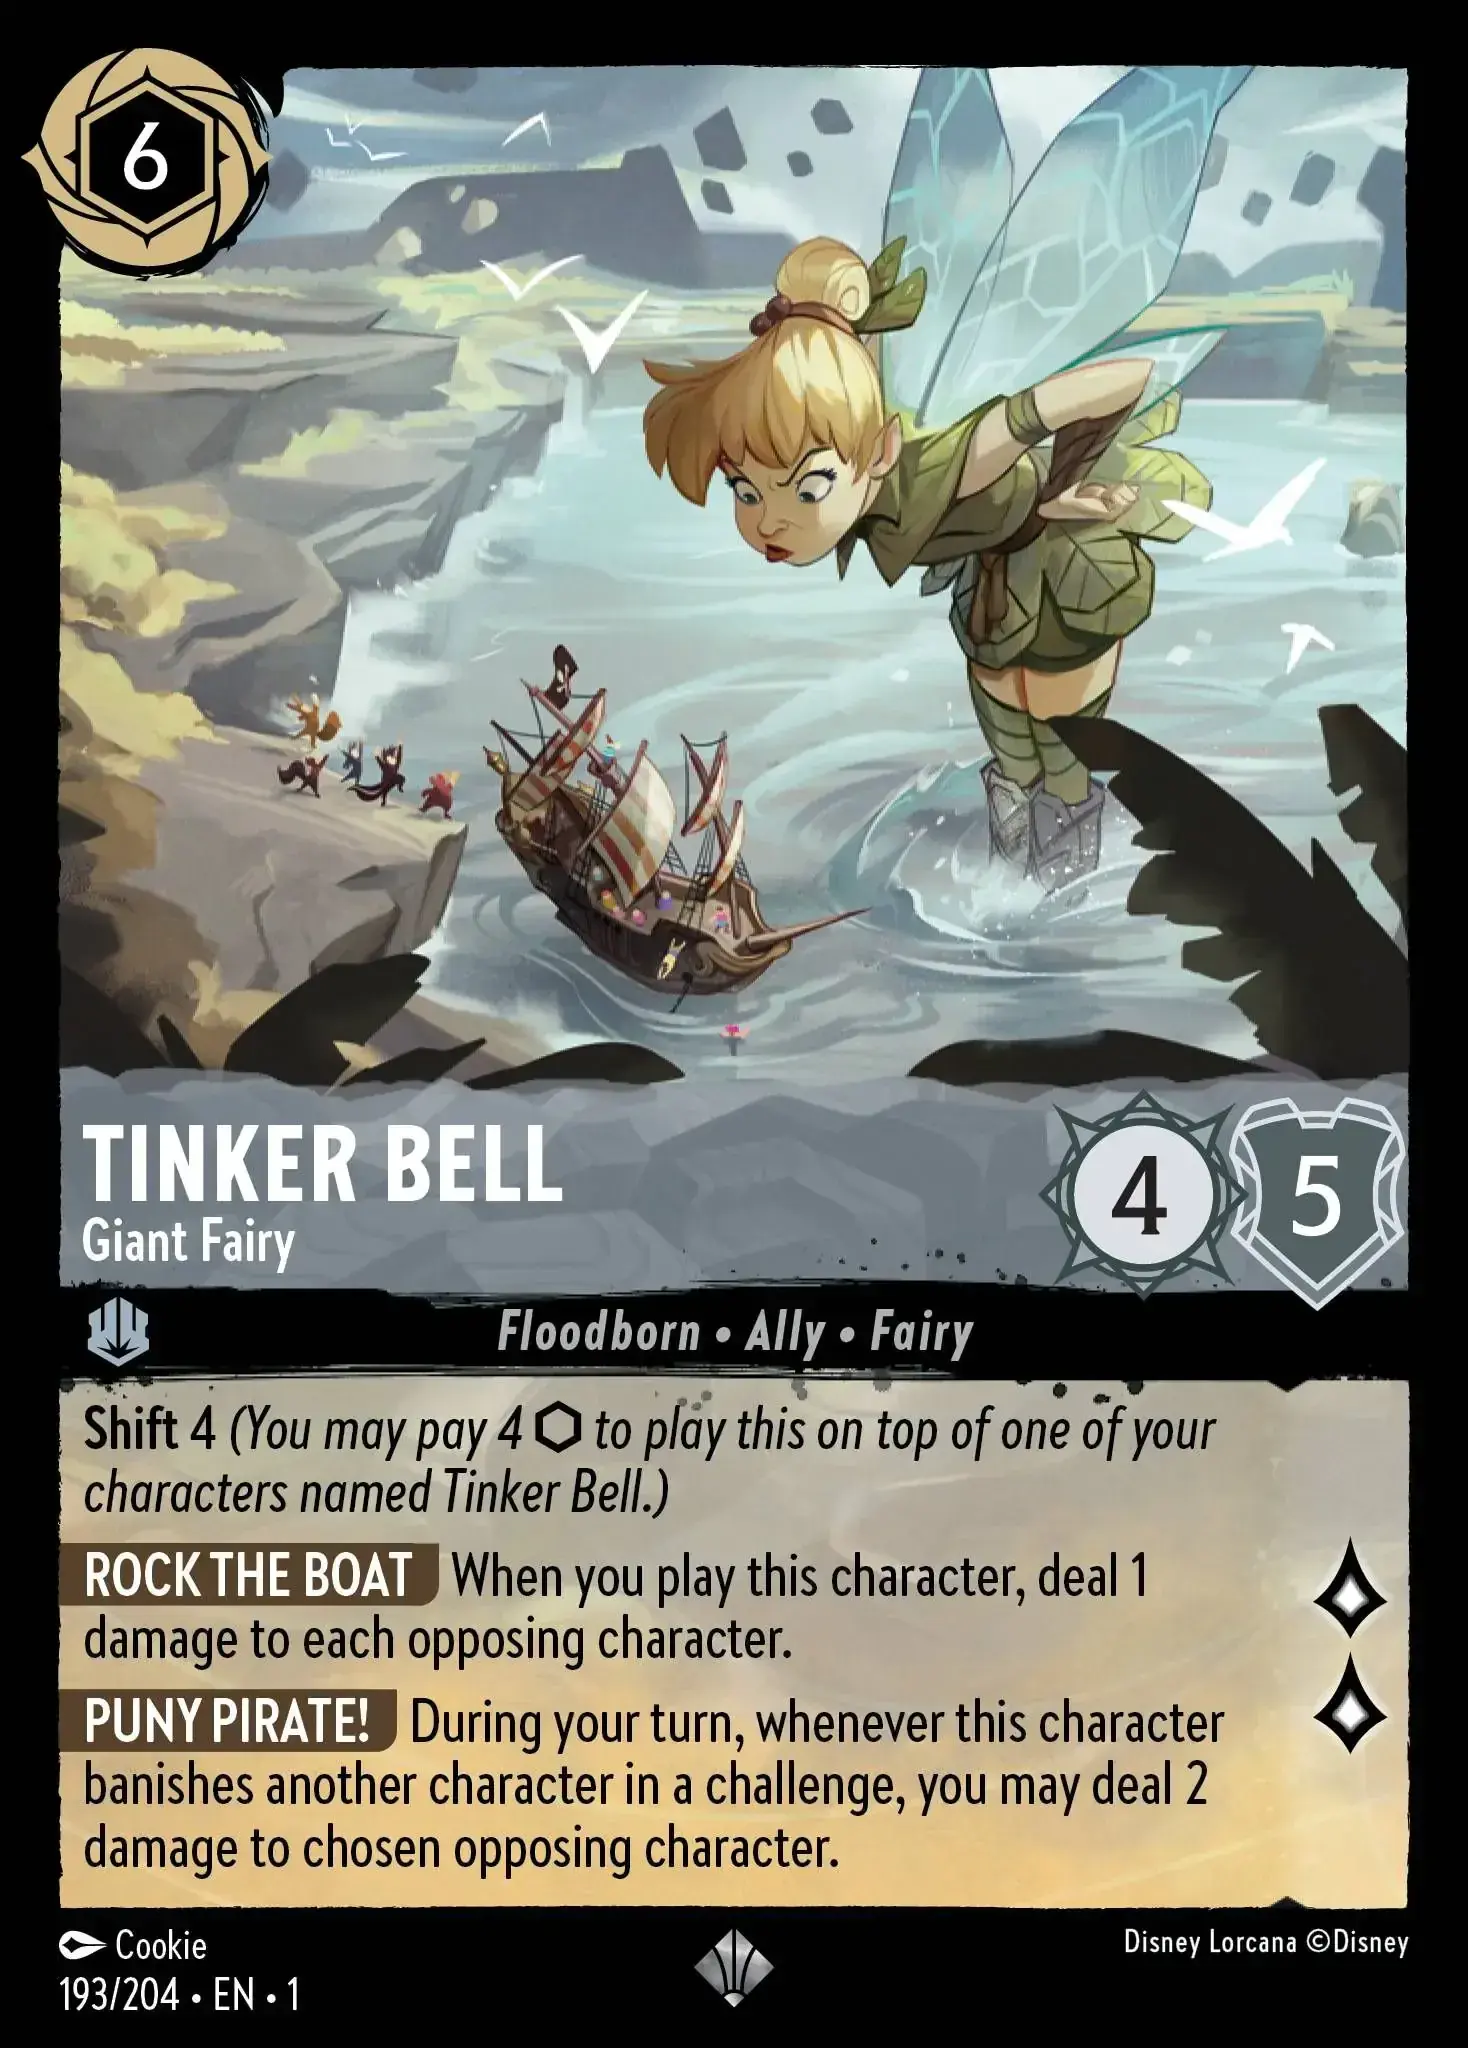 6
TINKER BELL
Giant Fairy
4
5
Floodborn • Ally • Fairy
Shift 4 (You may pay 4 ⬡ to play this on top of one of your
characters named Tinker Bell.)
ROCK THE BOAT When you play this character, deal 1
damage to each opposing character.
PUNY PIRATE! During your turn, whenever this character
banishes another character in a challenge, you may deal 2
damage to chosen opposing character.
Cookie
Disney Lorcana ©Disney
193/204 • EN • 1